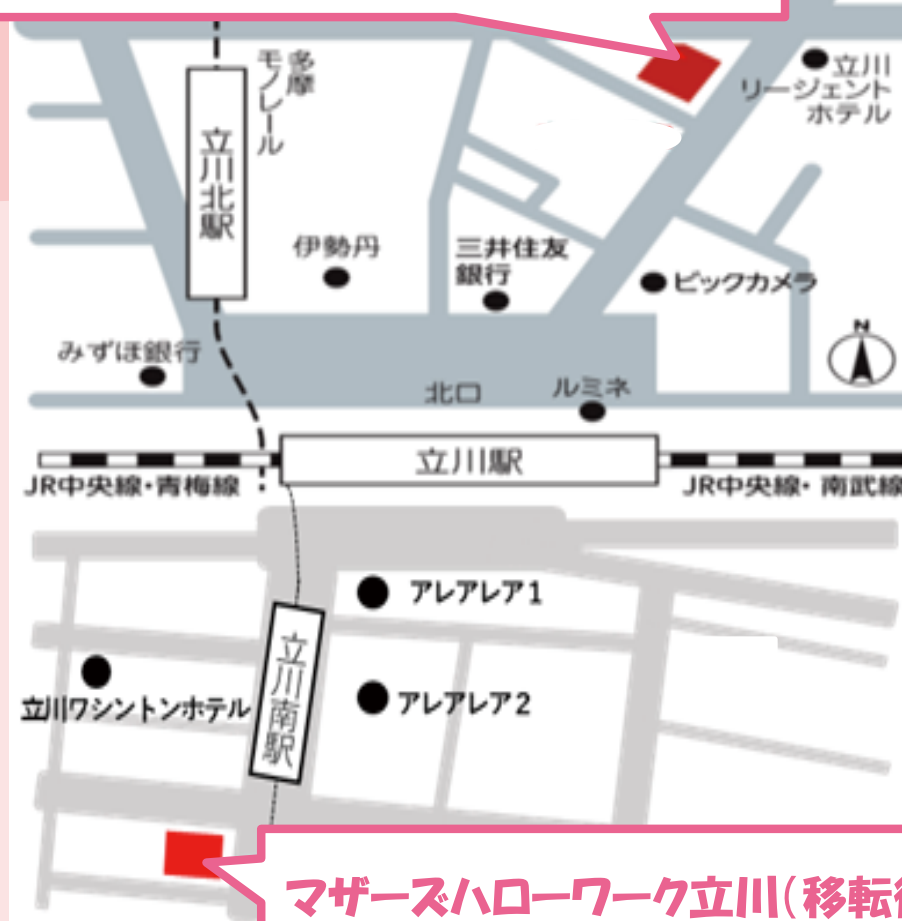 多摩
モノレール
立川
リージェント
ホテル
立川北駅
伊勢丹
三井住友
銀行
ビックカメラ
みずほ銀行
N
北口
ルミネ
立川駅
JR中央線・青梅線
JR中央線・南武線
アレアレア1
立川南駅
立川ワシントンホテル
アレアレア2
マザーズハローワーク立川(移転